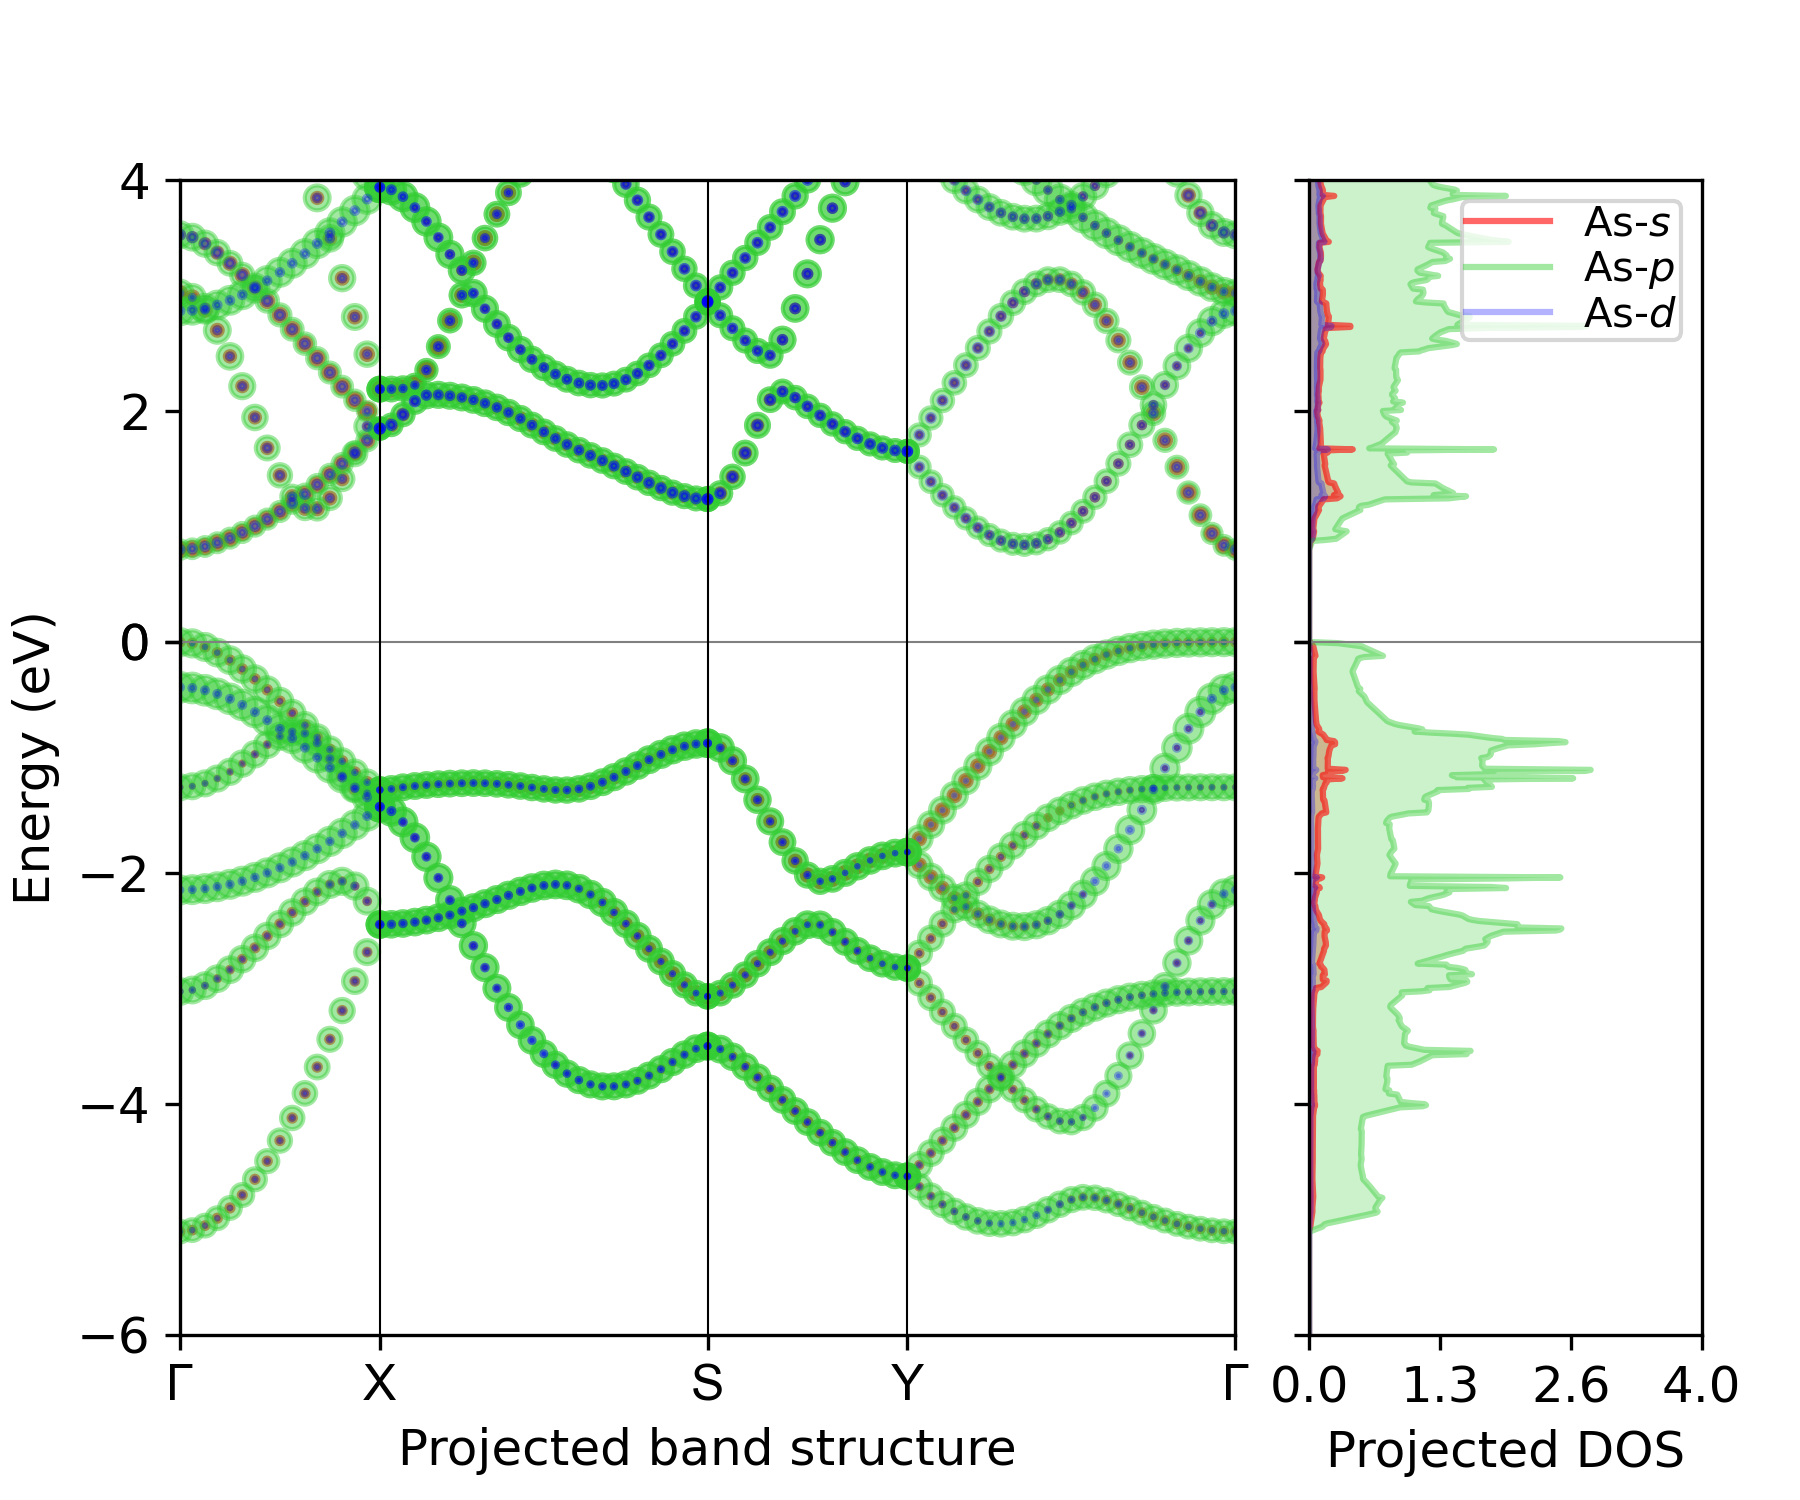 4
2
0
−2
−4
−6
Energy (eV)
Γ X S Y Γ
Projected band structure
As-s
As-p
As-d
0.0 1.3 2.6 4.0
Projected DOS